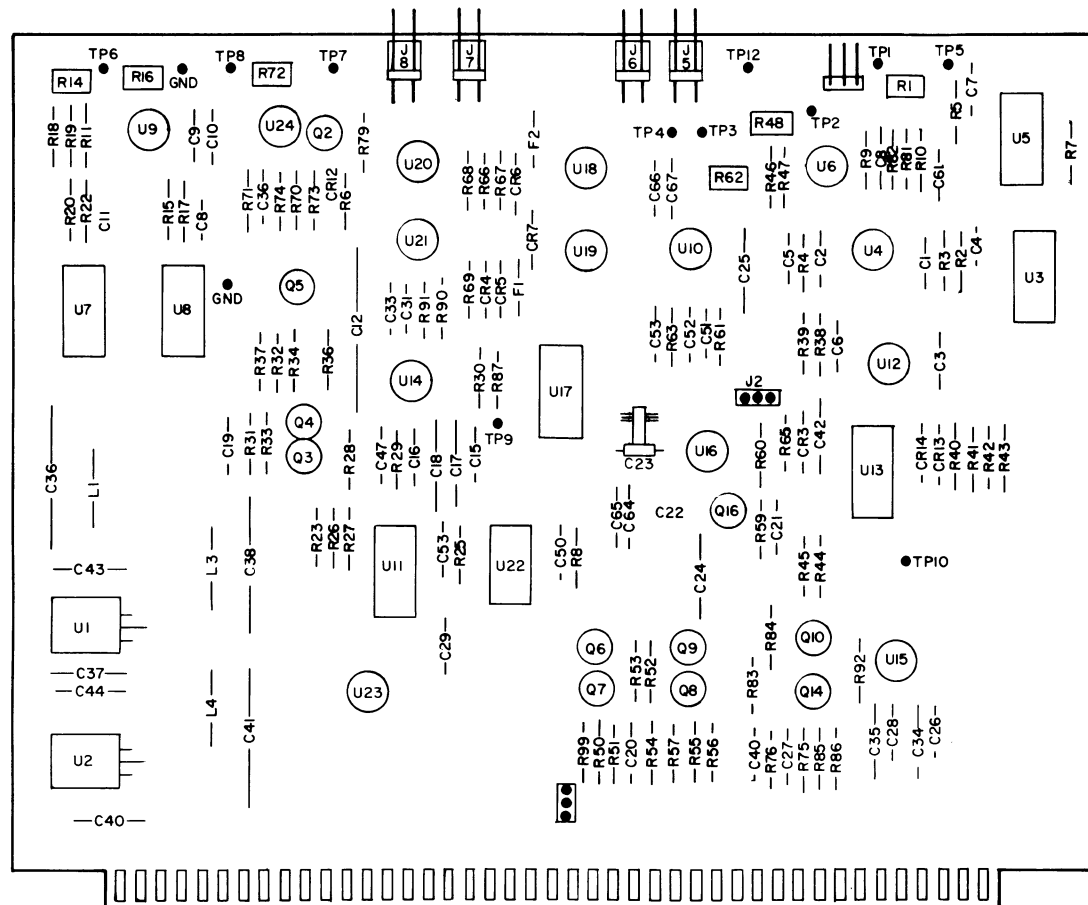 TP6
TP8
TP7
J8
J7
J6
J5
TP12
TP1
TP5
R14
R16
GND
R72
R1
C7
R5
TP2
U5
R7
R18
R19
R11
U9
C9
C10
U24
Q2
R79
U20
F2
U18
TP4
TP3
R48
R62
R46
R47
U6
R9
C8
R82
R81
R10
C61
R20
R22
C11
R15
R17
C8
R71
C36
R74
R70
R73
CR12
R6
R68
R66
R67
CR6
C66
C67
U21
CR7
U19
U10
C25
C5
R4
C2
U4
C1
R3
R2
C4
U3
U7
U8
GND
Q5
C12
C33
C31
R91
R90
R69
CR4
CR5
F1
C53
R63
C52
C51
R61
R39
R38
C6
U12
C3
R37
R32
R34
R36
U14
R30
R87
U17
J2
C36
L1
C19
R31
R33
Q4
Q3
R28
C47
R29
C16
C18
C17
C15
TP9
C23
U16
R60
R65
CR3
C42
U13
CR14
CR13
R40
R41
R42
R43
C43
L3
C38
R23
R26
R27
U11
C53
R25
U22
C50
R8
C65
C64
C22
Q16
R59
C21
C24
R45
R44
TP10
U1
C37
C44
C29
Q6
Q7
R53
R52
Q9
Q8
R84
R83
Q10
Q14
R92
U15
U2
L4
C41
U23
C40
R99
R50
R51
C20
R54
R57
R55
R56
C40
R76
C27
R75
R85
R86
C35
C28
C34
C26